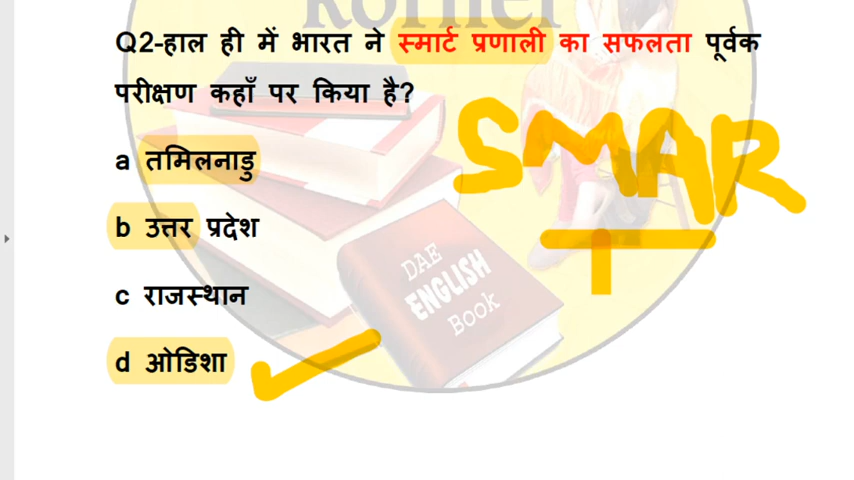 korner
Q2-हाल ही में भारत ने स्मार्ट प्रणाली का सफलता पूर्वक
परीक्षण कहाँ पर किया है?
SMAR
T
a तमिलनाडु
b उत्तर प्रदेश
c राजस्थान
d ओडिशा
DAE
ENGLISH
Book